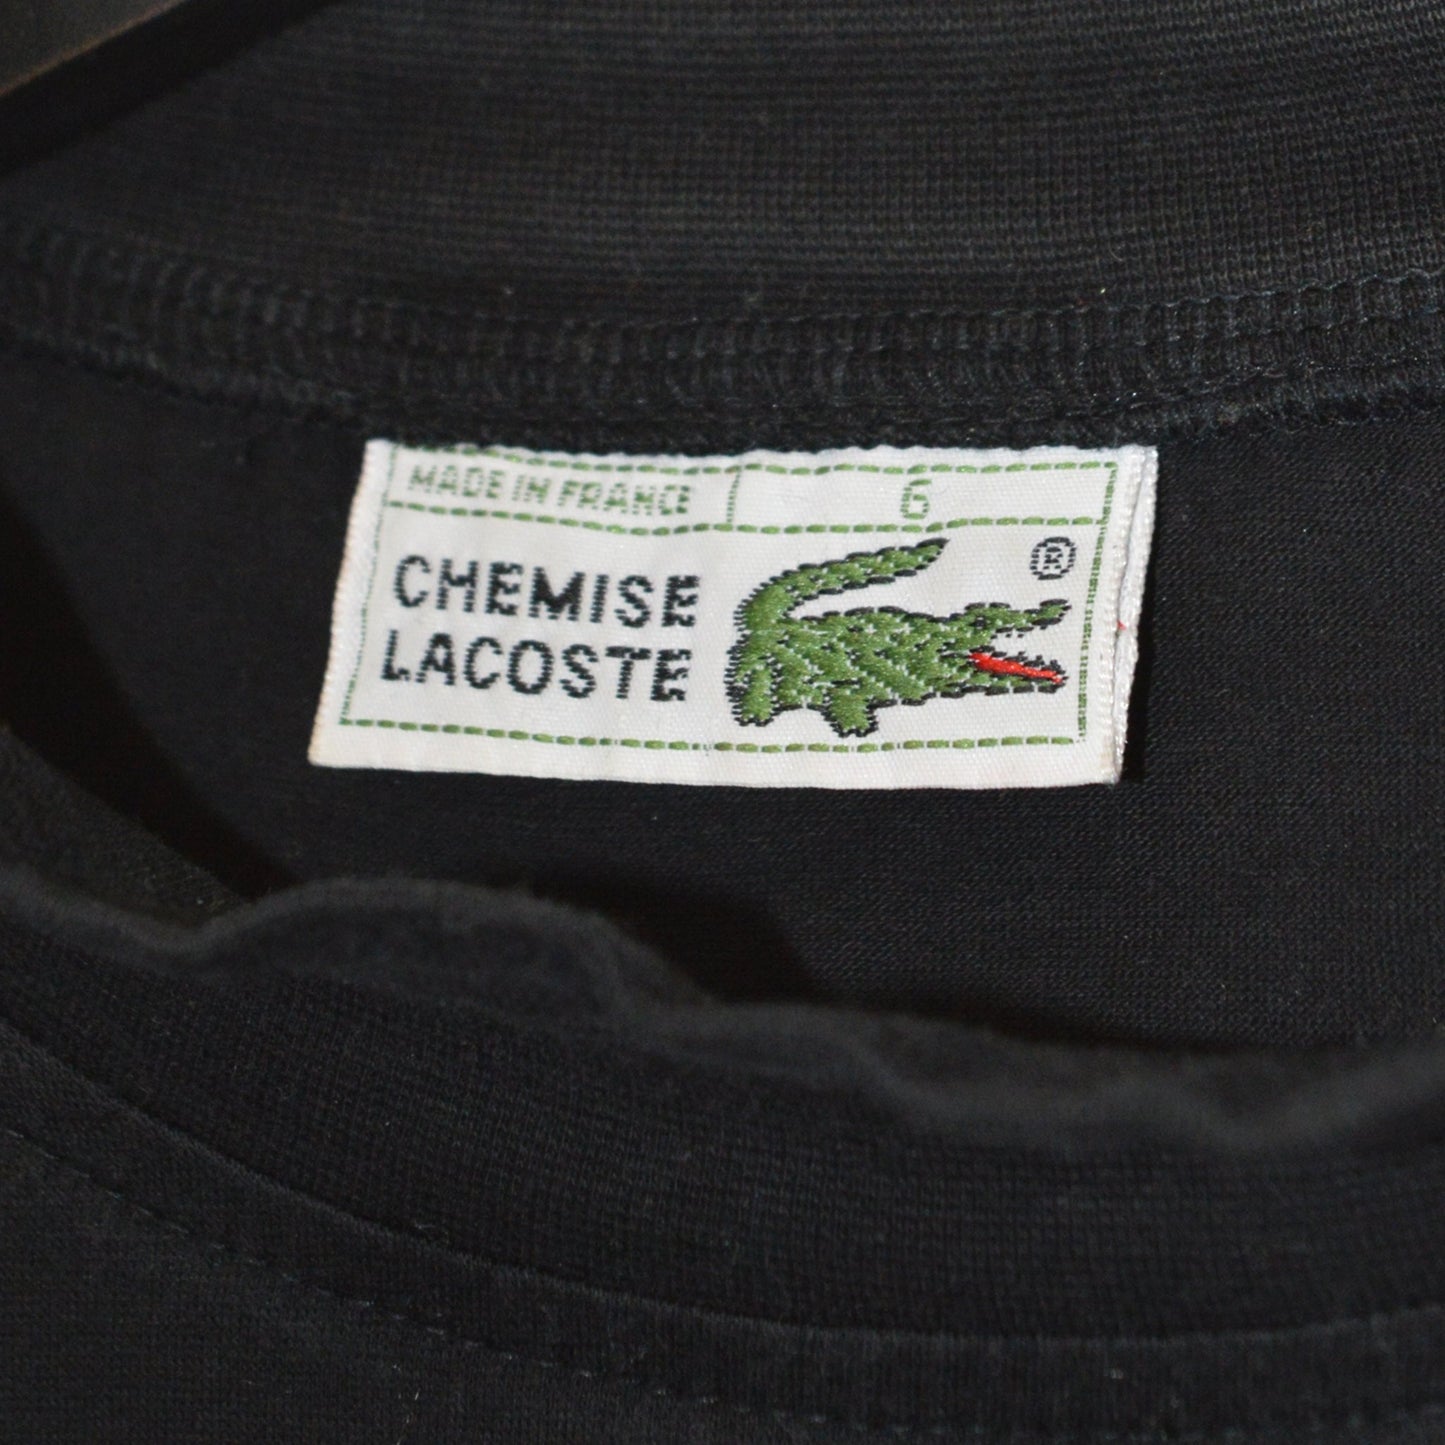 MADE IN FRANCE 6
CHEMISE
LACOSTE
®